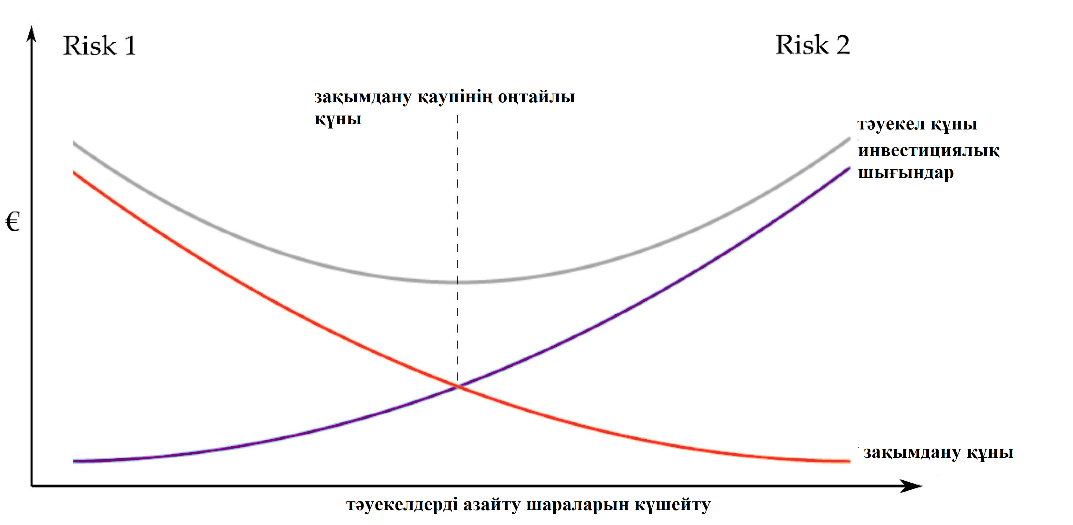 Risk 1
Risk 2
зақымдану қаупінің оңтайлы
құны
тәуекел құны
инвестициялық
шығындар
€
зақымдану құны
тәуекелдерді азайту шараларын күшейту